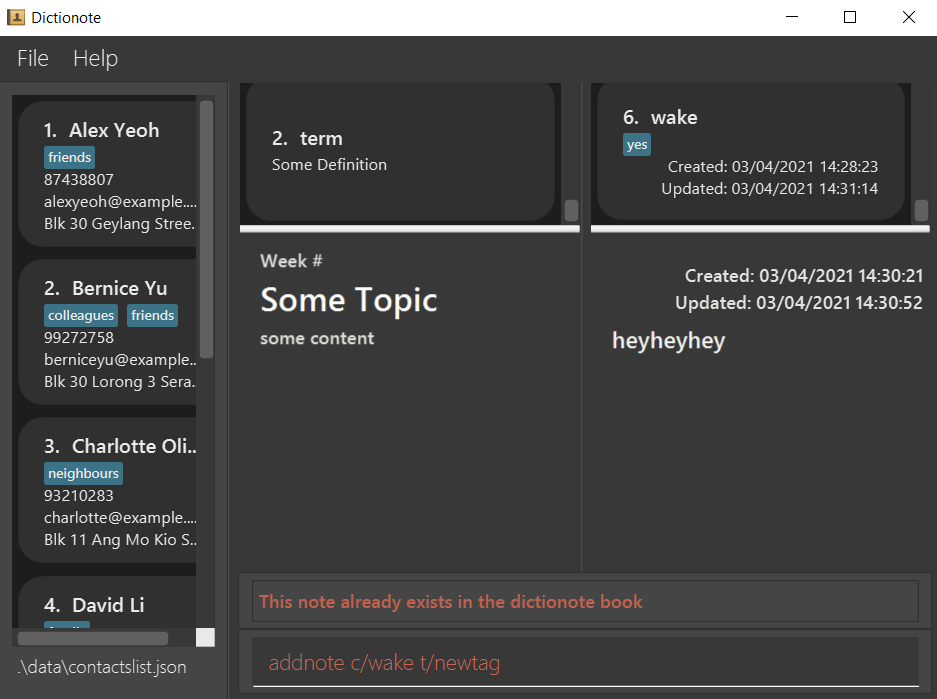 Dictionote
File Help
1. Alex Yeoh
friends
87438807
alexyeoh@example....
Blk 30 Geylang Stree.
2. Bernice Yu
colleagues friends
99272758
berniceyu@example..
Blk 30 Lorong 3 Sera.
3. Charlotte Oli..
neighbours
93210283
charlotte@example....
Blk 11 Ang Mo Kio S..
4. David Li
.\data\contactslist.json
2. term
Some Definition
Week #
Some Topic
some content
6. wake
yes
Created: 03/04/2021 14:28:23
Updated: 03/04/2021 14:31:14
Created: 03/04/2021 14:30:21
Updated: 03/04/2021 14:30:52
heyheyhey
This note already exists in the dictionote book
addnote c/wake t/newtag